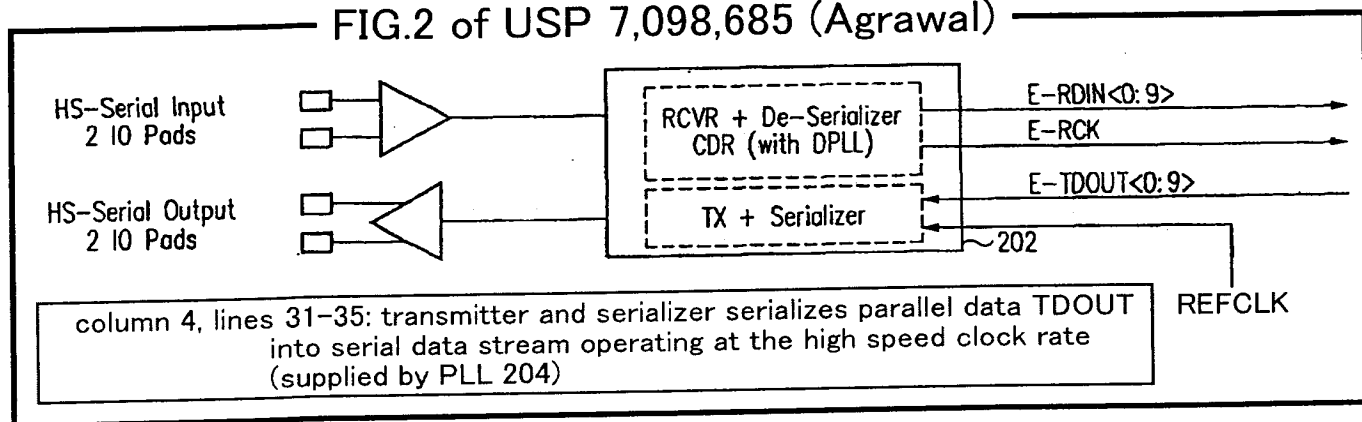 FIG.2 of USP 7,098,685 (Agrawal)
HS-Serial Input
2 IO Pads
RCVR + De-Serializer
CDR (with DPLL)
E-RDIN<0:9>
E-RCK
E-TDOUT<0:9>
HS-Serial Output
2 IO Pads
TX + Serializer
202
REFCLK
column 4, lines 31-35: transmitter and serializer serializes parallel data TDOUT
into serial data stream operating at the high speed clock rate
(supplied by PLL 204)